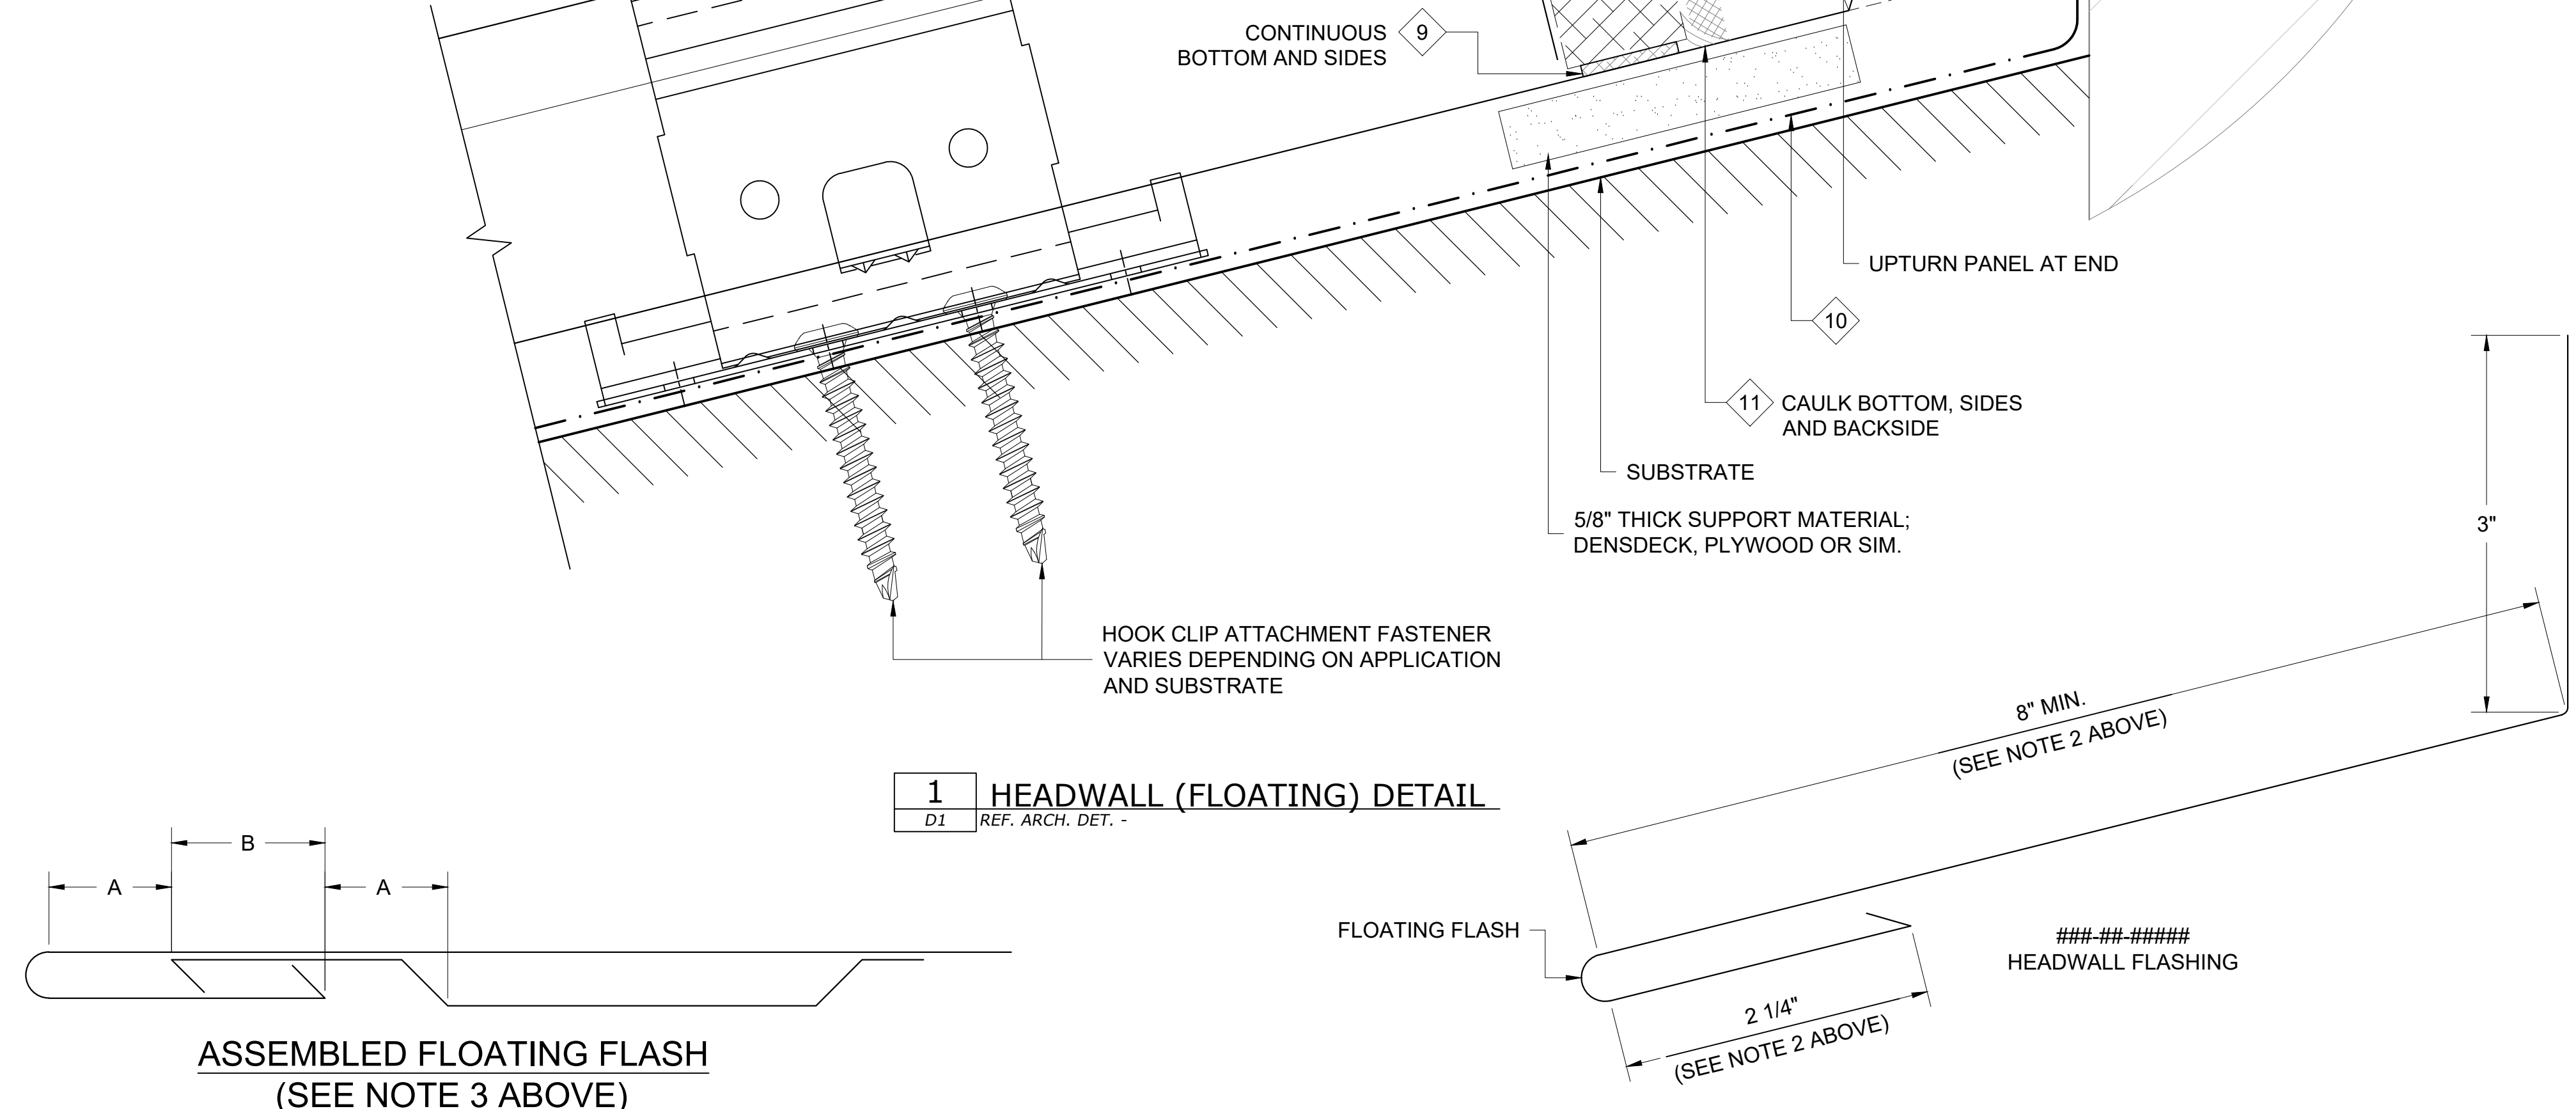 CONTINUOUS
BOTTOM AND SIDES
9
UPTURN PANEL AT END
10
11
CAULK BOTTOM, SIDES
AND BACKSIDE
SUBSTRATE
5/8" THICK SUPPORT MATERIAL;
DENSDECK, PLYWOOD OR SIM.
HOOK CLIP ATTACHMENT FASTENER
VARIES DEPENDING ON APPLICATION
AND SUBSTRATE
1
HEADWALL (FLOATING) DETAIL
D1
REF. ARCH. DET. -
B
A
A
ASSEMBLED FLOATING FLASH
(SEE NOTE 3 ABOVE)
3"
8" MIN.
(SEE NOTE 2 ABOVE)
FLOATING FLASH
###-##-#####
HEADWALL FLASHING
2 1/4"
(SEE NOTE 2 ABOVE)